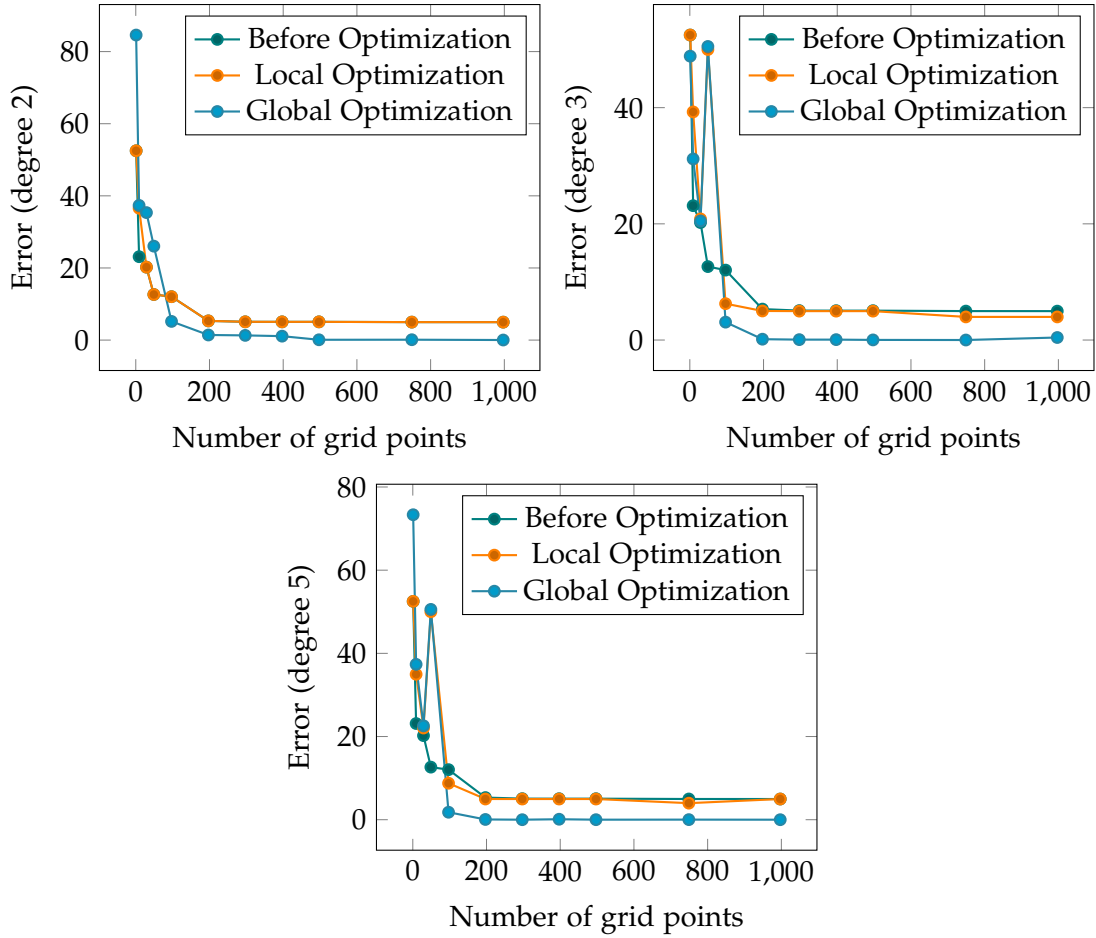 Before Optimization
Local Optimization
Global Optimization
80
60
40
20
0
Error (degree 2)
0 200 400 600 800 1,000
Number of grid points
Before Optimization
Local Optimization
Global Optimization
40
20
0
Error (degree 3)
0 200 400 600 800 1,000
Number of grid points
Before Optimization
Local Optimization
Global Optimization
80
60
40
20
0
Error (degree 5)
0 200 400 600 800 1,000
Number of grid points